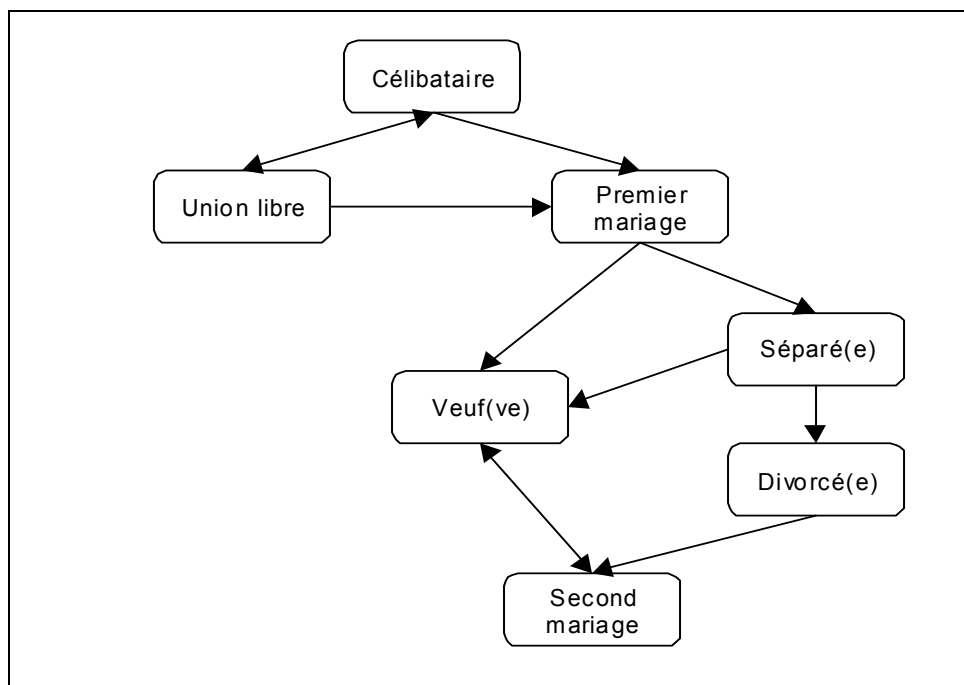 Célibataire
Union libre
Premier
mariage
Séparé(e)
Veuf(ve)
Divorcé(e)
Second
mariage